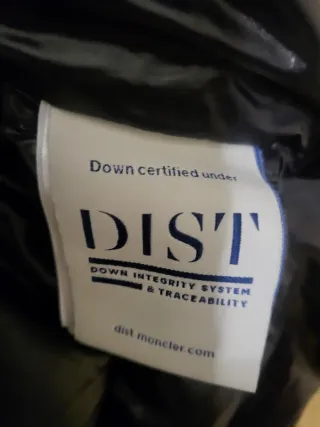 Down certified under
DIST
DOWN INTEGRITY SYSTEM
& TRACEABILITY
dist.moncler.com